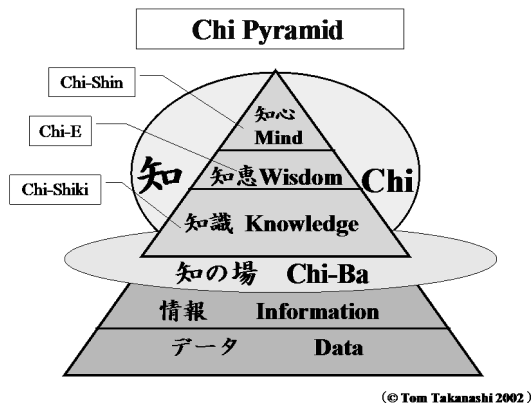 Chi Pyramid
Chi-Shin
知心
Mind
Chi-E
知恵 Wisdom
知
Chi
Chi-Shiki
知識 Knowledge
知の場 Chi-Ba
情報 Information
データ Data
(© Tom Takanashi 2002)